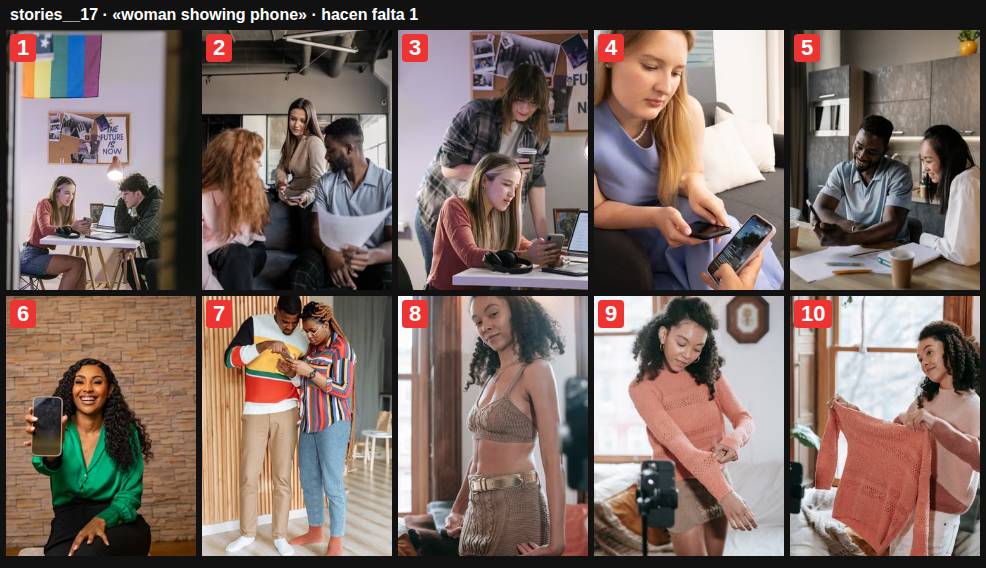 stories__17 · «woman showing phone» · hacen falta 1
1
2
3
4
5
THE
FUTURE
IS
NOW
FU
N
6
7
8
9
10